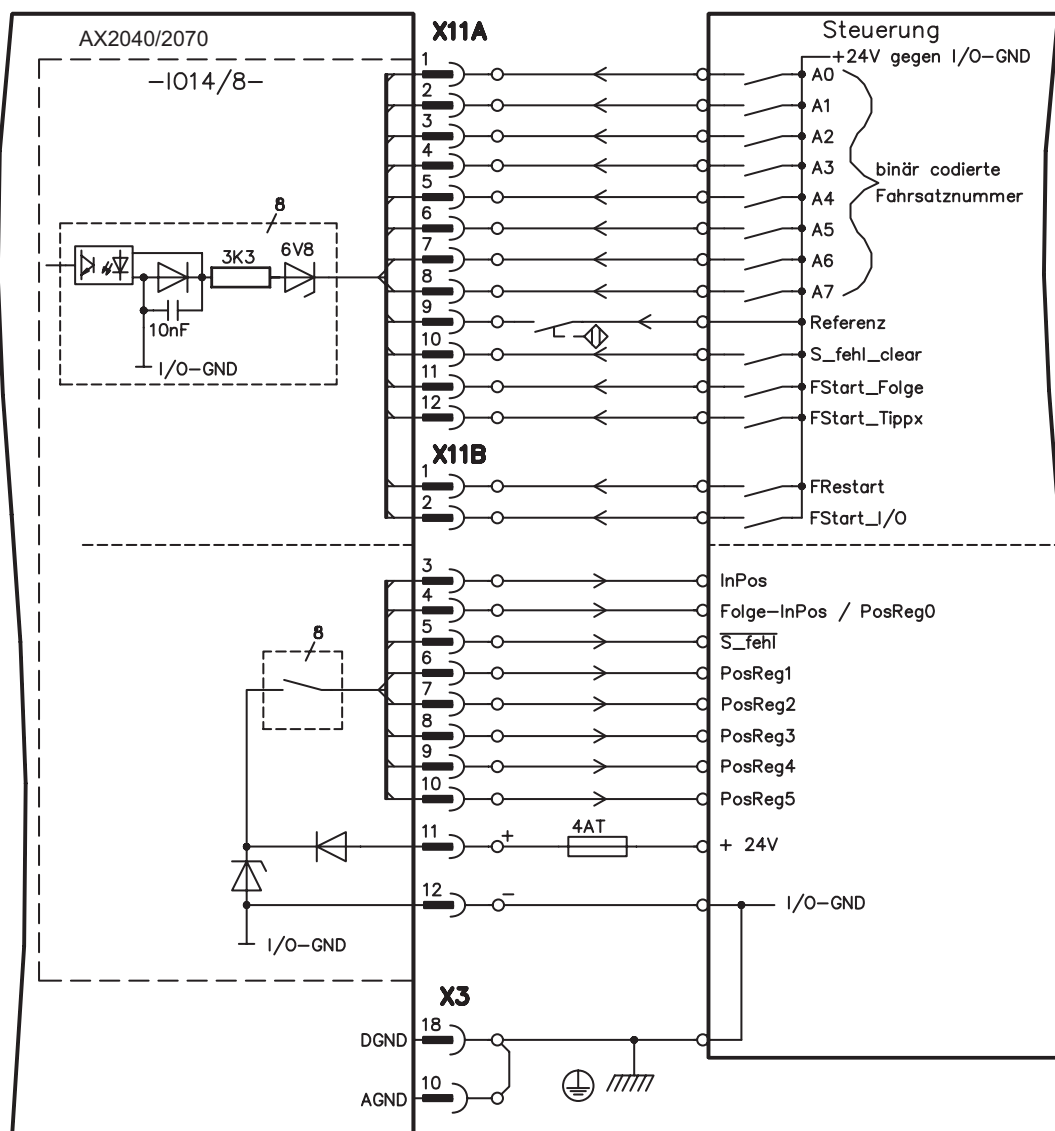 AX2040/2070
X11A
Steuerung
-IO14/8-
+24V gegen I/O-GND
1
A0
2
A1
3
A2
4
A3
binär codierte
Fahrsatznummer
5
A4
6
A5
7
A6
8
A7
8
3K3
6V8
10nF
I/O-GND
9
Referenz
10
S_fehl_clear
11
FStart_Folge
12
FStart_Tippx
X11B
1
FRestart
2
FStart_I/O
3
InPos
4
Folge-InPos / PosReg0
5
S_fehl
6
PosReg1
7
PosReg2
8
PosReg3
9
PosReg4
10
PosReg5
8
11
+
4AT
+ 24V
12
-
I/O-GND
I/O-GND
X3
DGND
18
AGND
10